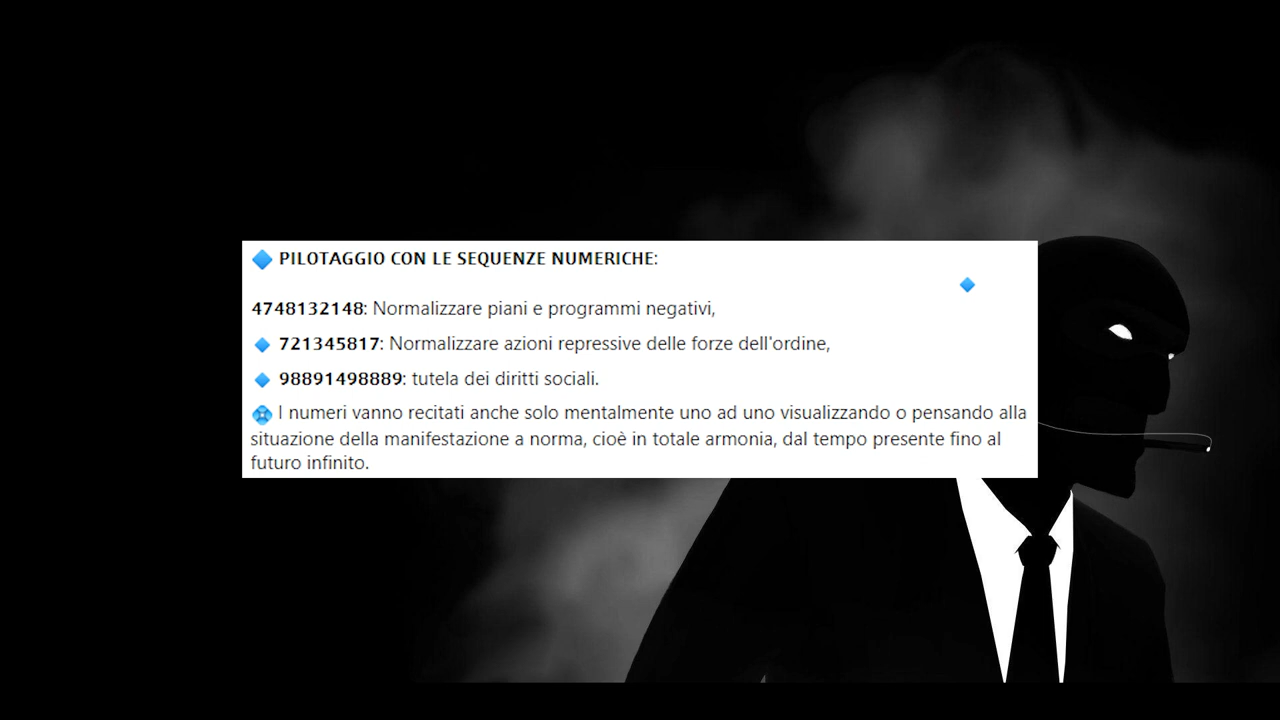 🔷 PILOTAGGIO CON LE SEQUENZE NUMERICHE:
🔹
4748132148: Normalizzare piani e programmi negativi,
🔹 721345817: Normalizzare azioni repressive delle forze dell'ordine,
🔹 98891498889: tutela dei diritti sociali.
💠 I numeri vanno recitati anche solo mentalmente uno ad uno visualizzando o pensando alla
situazione della manifestazione a norma, cioè in totale armonia, dal tempo presente fino al
futuro infinito.